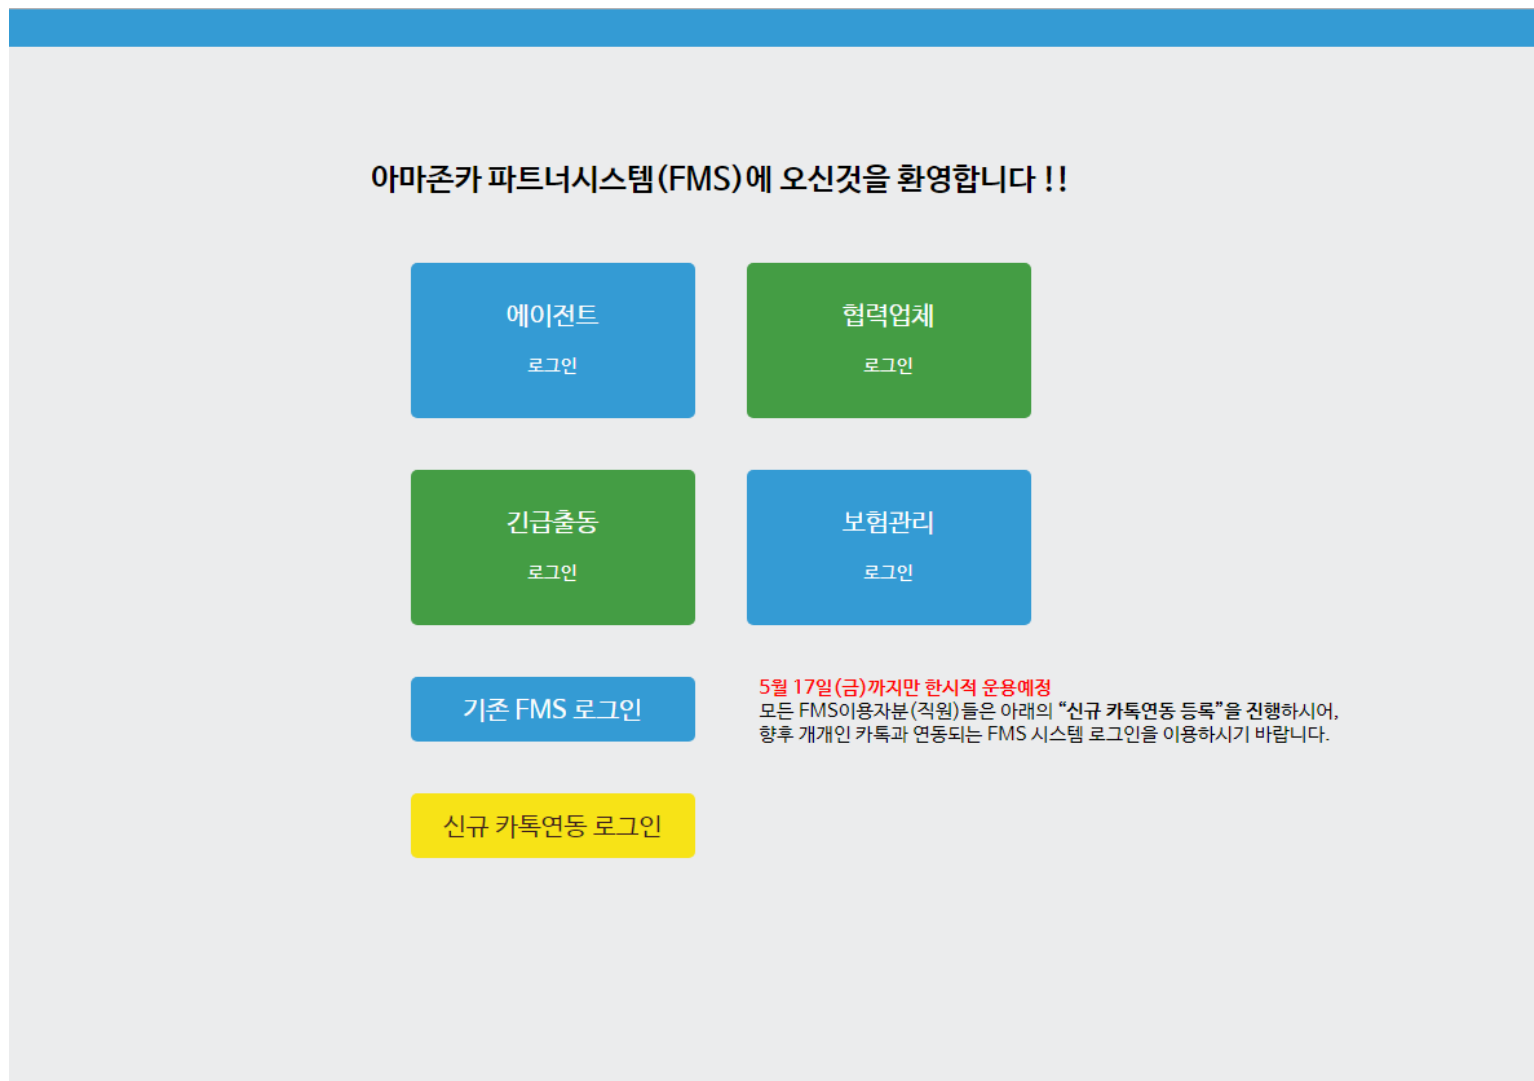 아마존카 파트너시스템(FMS)에 오신것을 환영합니다 !!
에이전트
로그인
협력업체
로그인
긴급출동
로그인
보험관리
로그인
기존 FMS 로그인
5월 17일(금)까지만 한시적 운용예정
모든 FMS이용자분(직원)들은 아래의 “신규 카톡연동 등록”을 진행하시어,
향후 개개인 카톡과 연동되는 FMS 시스템 로그인을 이용하시기 바랍니다.
신규 카톡연동 로그인